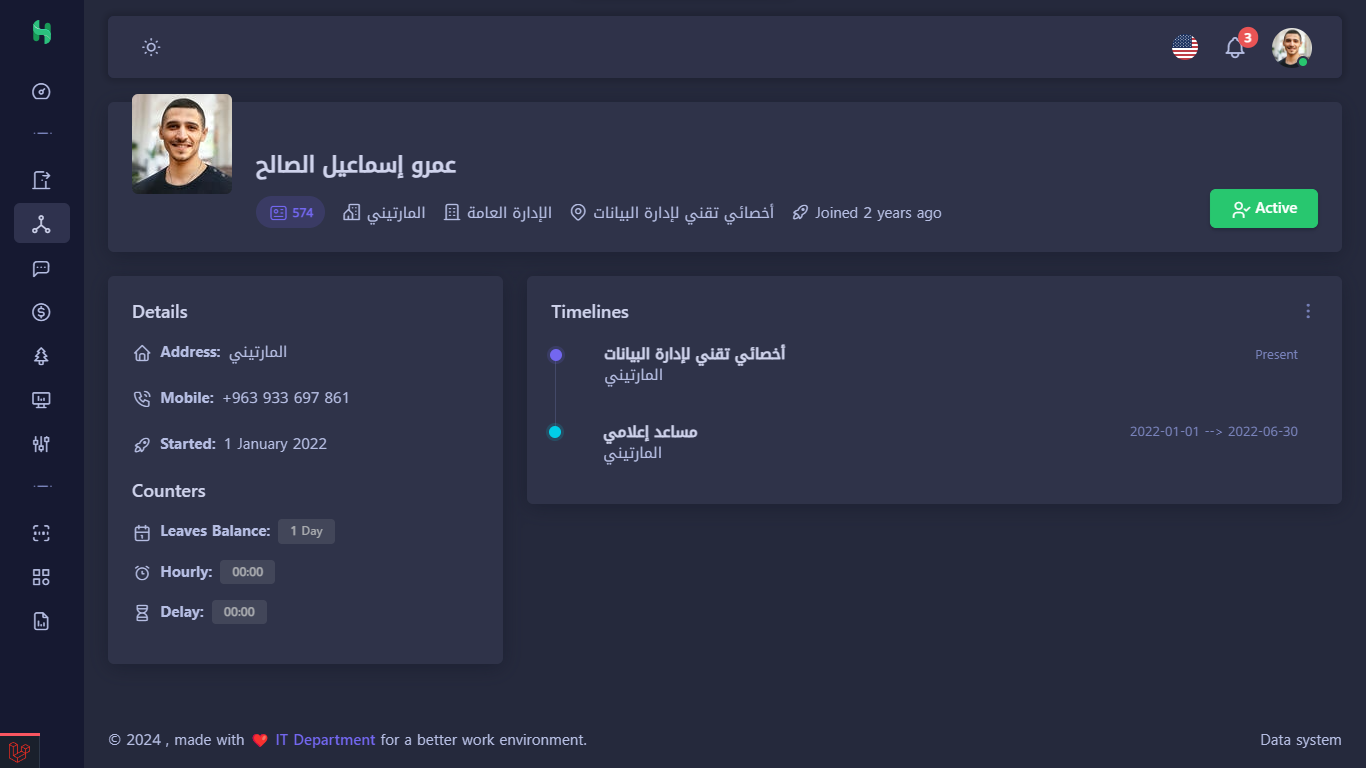 3
عمرو إسماعيل الصالح
574 المارتيني الإدارة العامة أخصائي تقني لإدارة البيانات Joined 2 years ago
Active
Details
Address: المارتيني
Mobile: +963 933 697 861
Started: 1 January 2022
Counters
Leaves Balance: 1 Day
Hourly: 00:00
Delay: 00:00
Timelines
أخصائي تقني لإدارة البيانات Present
المارتيني
مساعد إعلامي 2022-01-01 --> 2022-06-30
المارتيني
© 2024 , made with ❤️ IT Department for a better work environment.
Data system